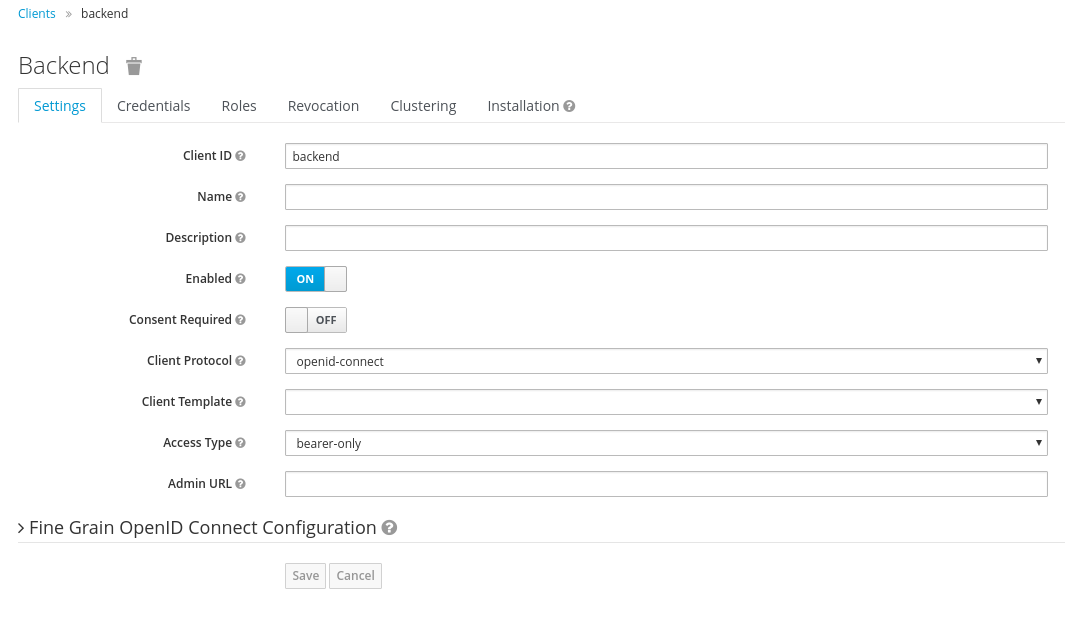 Clients » backend
Backend
Settings Credentials Roles Revocation Clustering Installation ?
Client ID ? backend
Name ?
Description ?
Enabled ? ON
Consent Required ? OFF
Client Protocol ? openid-connect
Client Template ?
Access Type ? bearer-only
Admin URL ?
Fine Grain OpenID Connect Configuration ?
Save Cancel